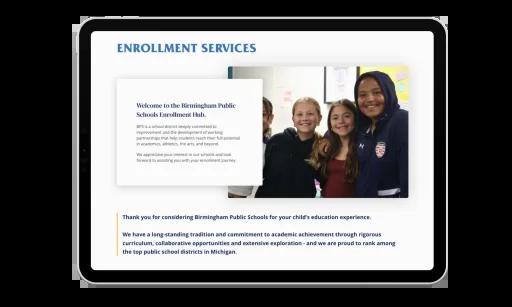 ENROLLMENT SERVICES
Welcome to the Birmingham Public
Schools Enrollment Hub.
BPS is a school district deeply committed to
improvement and the development of working
partnerships that help students reach their full potential
in academics, athletics, the arts, and beyond.
We appreciate your interest in our schools and look
forward to assisting you with your enrollment journey.
Thank you for considering Birmingham Public Schools for your child's education experience.
We have a long-standing tradition and commitment to academic achievement through rigorous
curriculum, collaborative opportunities and extensive exploration - and we are proud to rank among
the top public school districts in Michigan.